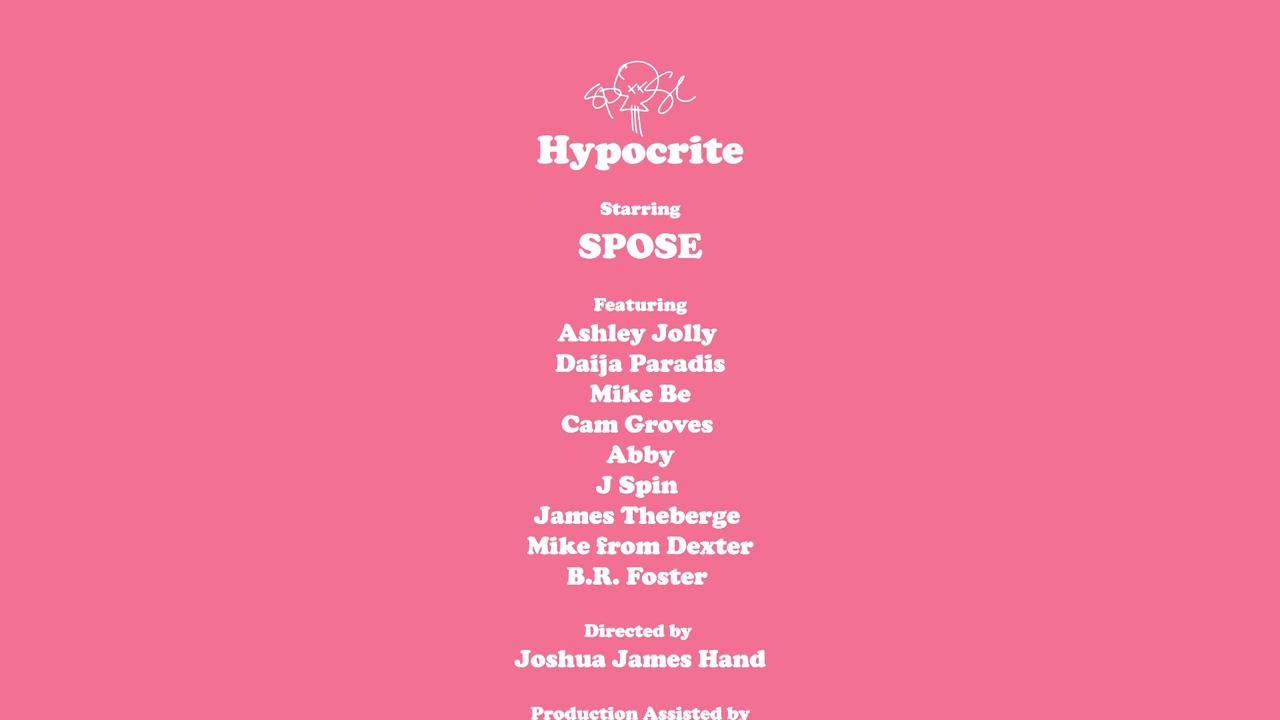 Spose
Hypocrite
Starring
SPOSE
Featuring
Ashley Jolly
Daija Paradis
Mike Be
Cam Groves
Abby
J Spin
James Theberge
Mike from Dexter
B.R. Foster
Directed by
Joshua James Hand
Production Assisted by